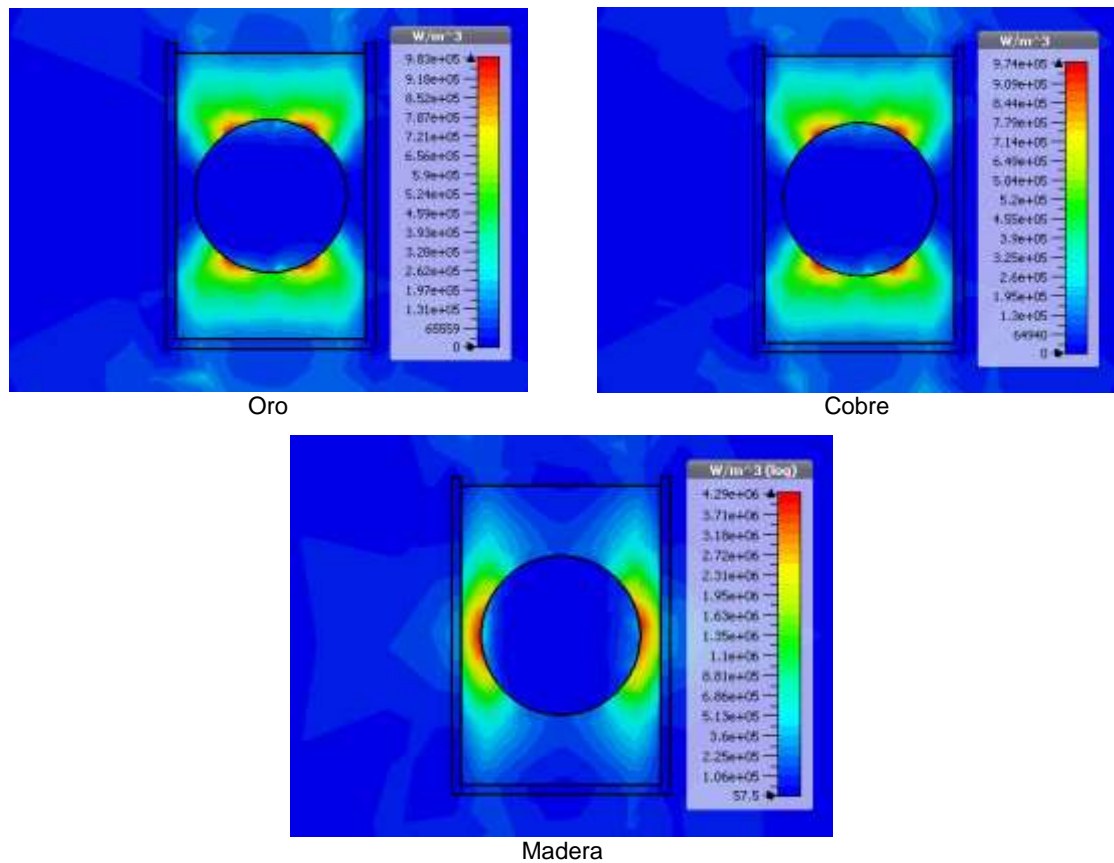 W/m^3
9.83e+05
9.18e+05
8.52e+05
7.87e+05
7.21e+05
6.56e+05
5.9e+05
5.24e+05
4.59e+05
3.93e+05
3.28e+05
2.62e+05
1.97e+05
1.31e+05
65559
0
Oro
W/m^3
9.74e+05
9.09e+05
8.44e+05
7.79e+05
7.14e+05
6.49e+05
5.84e+05
5.2e+05
4.55e+05
3.9e+05
3.25e+05
2.6e+05
1.95e+05
1.3e+05
64940
0
Cobre
W/m^3 (log)
4.29e+06
3.71e+06
3.18e+06
2.72e+06
2.31e+06
1.95e+06
1.63e+06
1.35e+06
1.1e+06
8.81e+05
6.86e+05
5.13e+05
3.6e+05
2.25e+05
1.06e+05
57.5
Madera